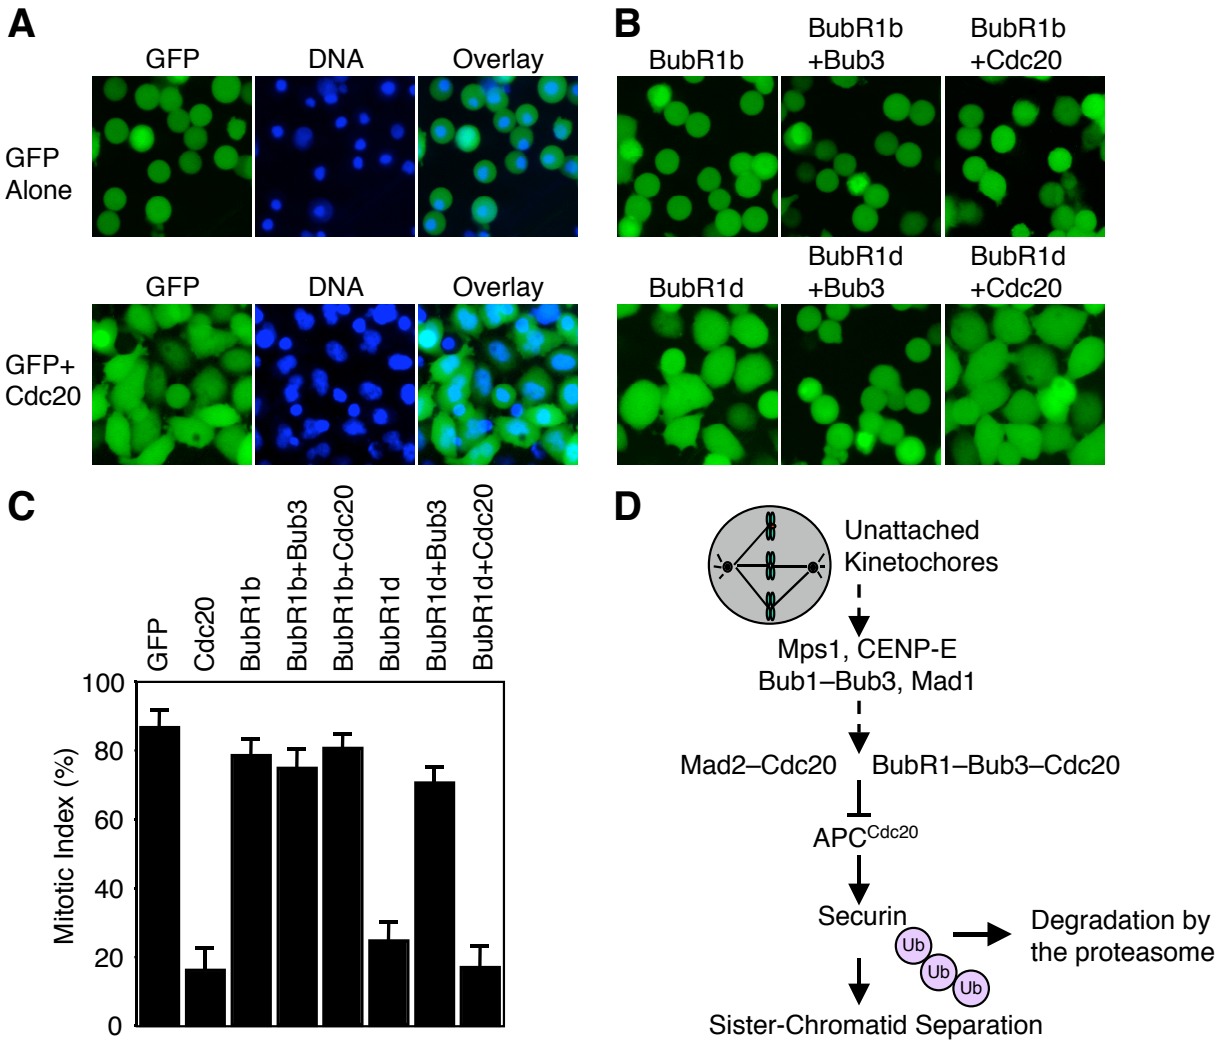 A
GFP
DNA
Overlay
GFP
Alone
GFP
DNA
Overlay
GFP+
Cdc20
B
BubR1b
BubR1b
+Bub3
BubR1b
+Cdc20
BubR1d
BubR1d
+Bub3
BubR1d
+Cdc20
C
GFP
Cdc20
BubR1b
BubR1b+Bub3
BubR1b+Cdc20
BubR1d
BubR1d+Bub3
BubR1d+Cdc20
Mitotic Index (%)
100
80
60
40
20
0
D
Unattached
Kinetochores
Mps1, CENP-E
Bub1–Bub3, Mad1
Mad2–Cdc20
BubR1–Bub3–Cdc20
APCCdc20
Securin
Ub
Ub
Ub
Degradation by
the proteasome
Sister-Chromatid Separation